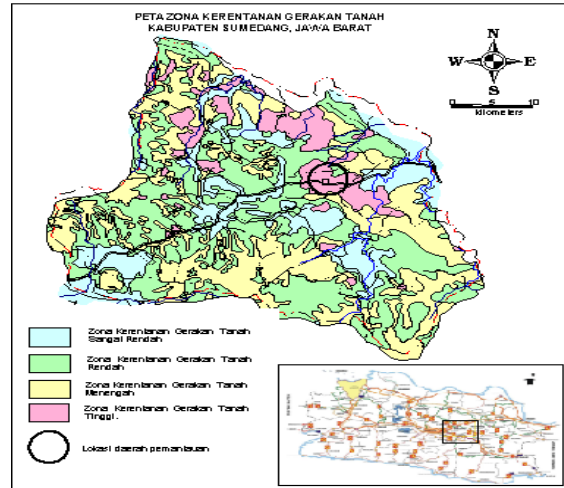 PETA ZONA KERENTANAN GERAKAN TANAH
KABUPATEN SUMEDANG, JAWA BARAT
N
W E
S
0 5 10
kilometers
Zona Kerentanan Gerakan Tanah
Sangat Rendah
Zona Kerentanan Gerakan Tanah
Rendah
Zona Kerentanan Gerakan Tanah
Menengah
Zona Kerentanan Gerakan Tanah
Tinggi.
Lokasi daerah pemantauan